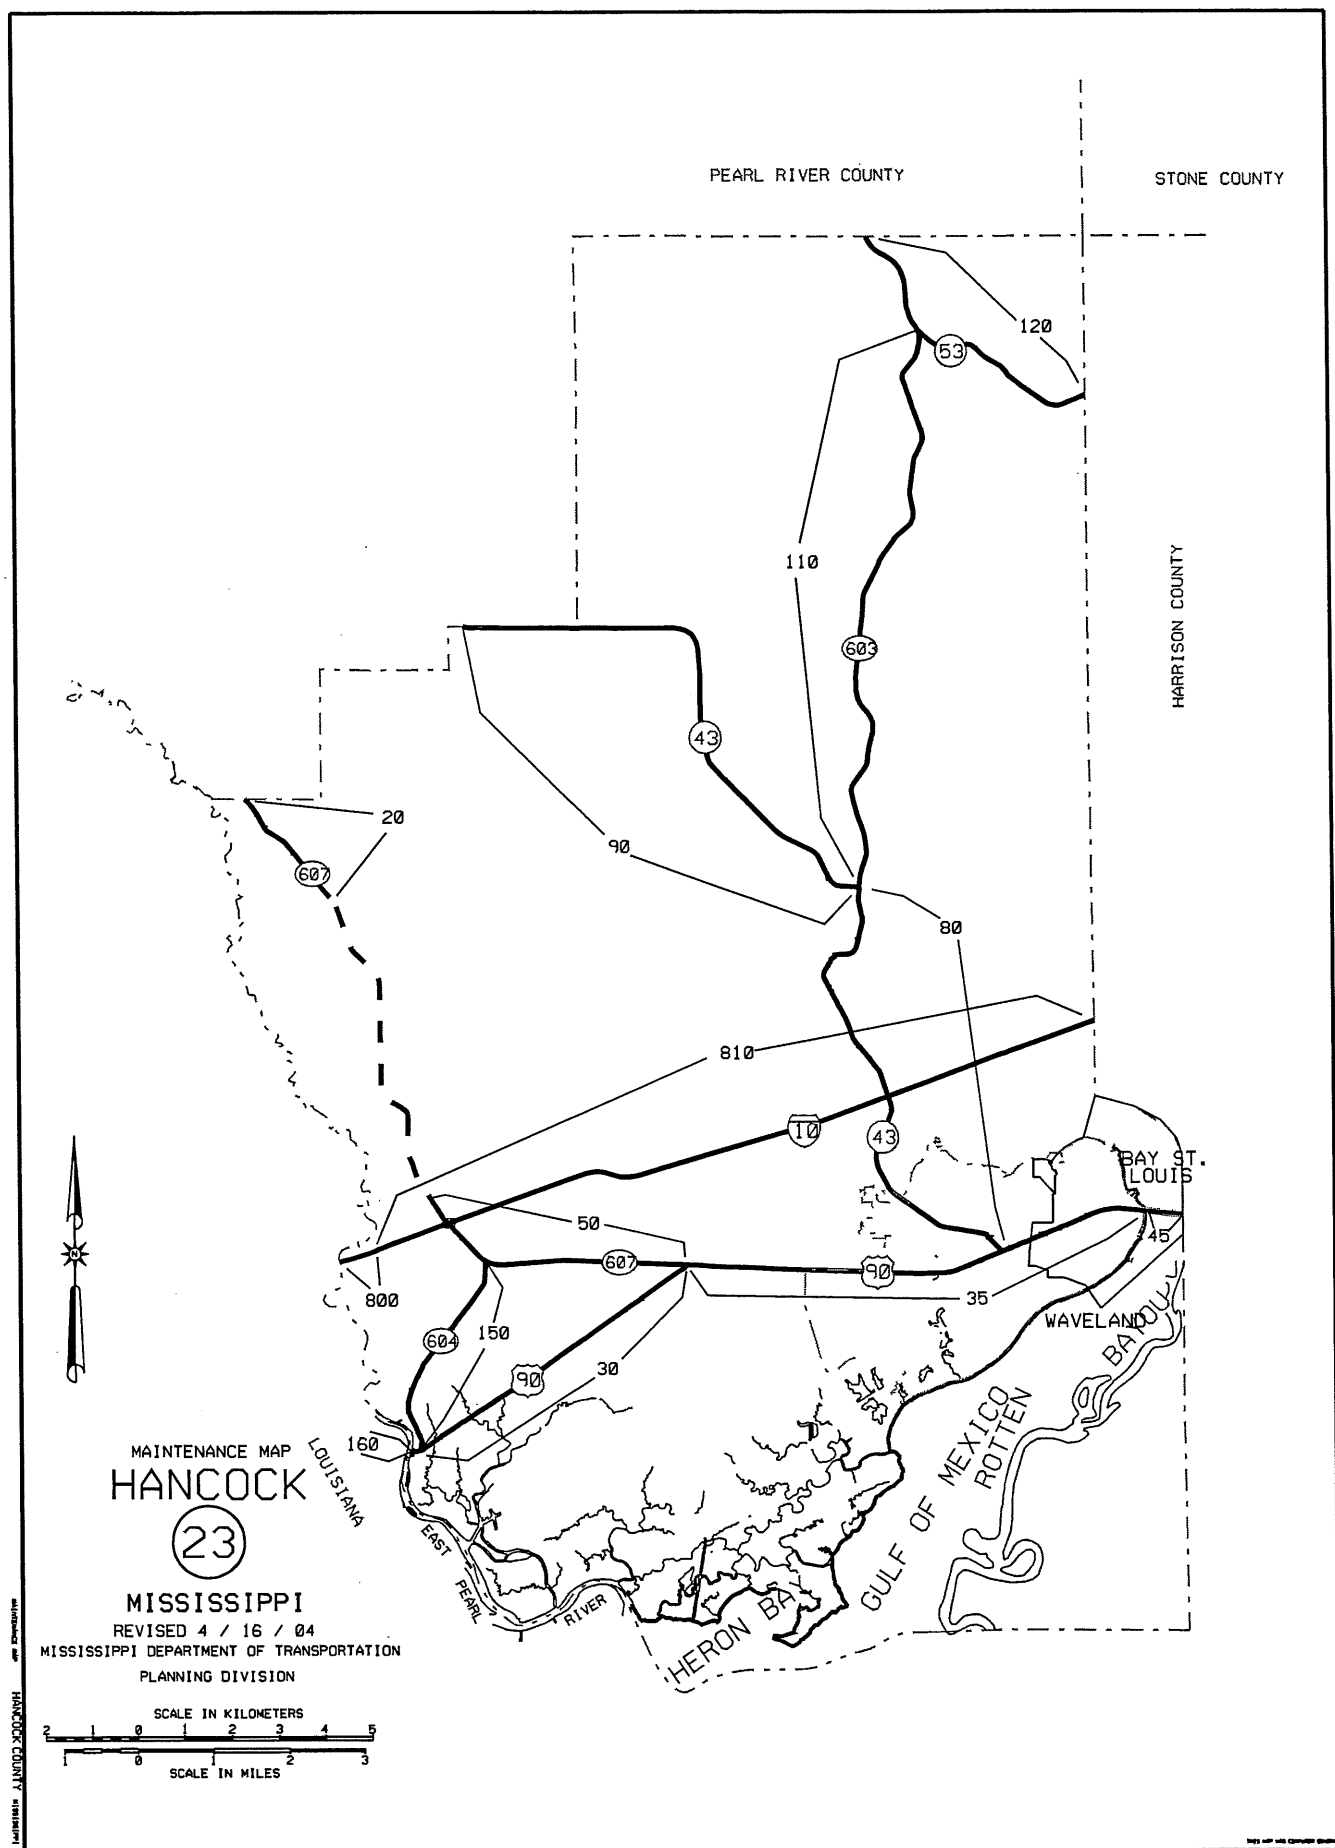 PEARL RIVER COUNTY
STONE COUNTY
120
53
110
HARRISON COUNTY
603
43
20
90
607
80
810
10
43
BAY ST.
LOUIS
50
45
607
90
800
35
WAVELAND
604
150
30
90
BAYOU
160
LOUISIANA
GULF OF MEXICO
ROTTEN
EAST
PEARL
RIVER
HERON BAY
N
MAINTENANCE MAP
HANCOCK
23
MISSISSIPPI
REVISED 4 / 16 / 04
MISSISSIPPI DEPARTMENT OF TRANSPORTATION
PLANNING DIVISION
SCALE IN KILOMETERS
2 1 0 1 2 3 4 5
1 0 1 2 3
SCALE IN MILES
MAINTENANCE MAP HANCOCK COUNTY MISSISSIPPI